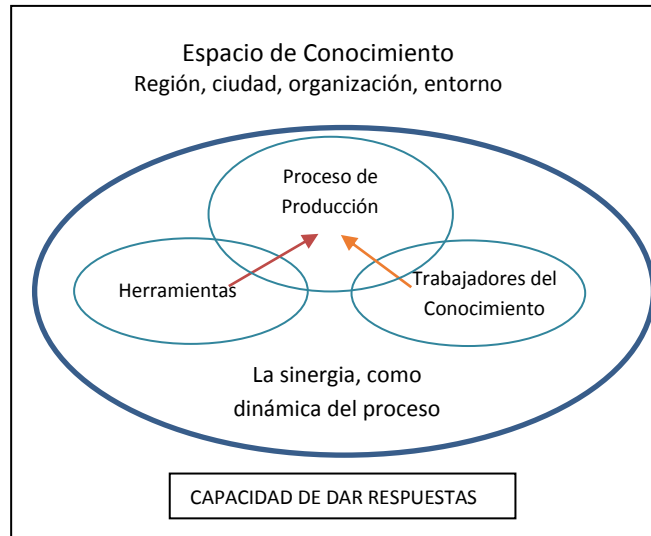 Espacio de Conocimiento
Región, ciudad, organización, entorno
Proceso de
Producción
Herramientas
Trabajadores del
Conocimiento
La sinergia, como
dinámica del proceso
CAPACIDAD DE DAR RESPUESTAS